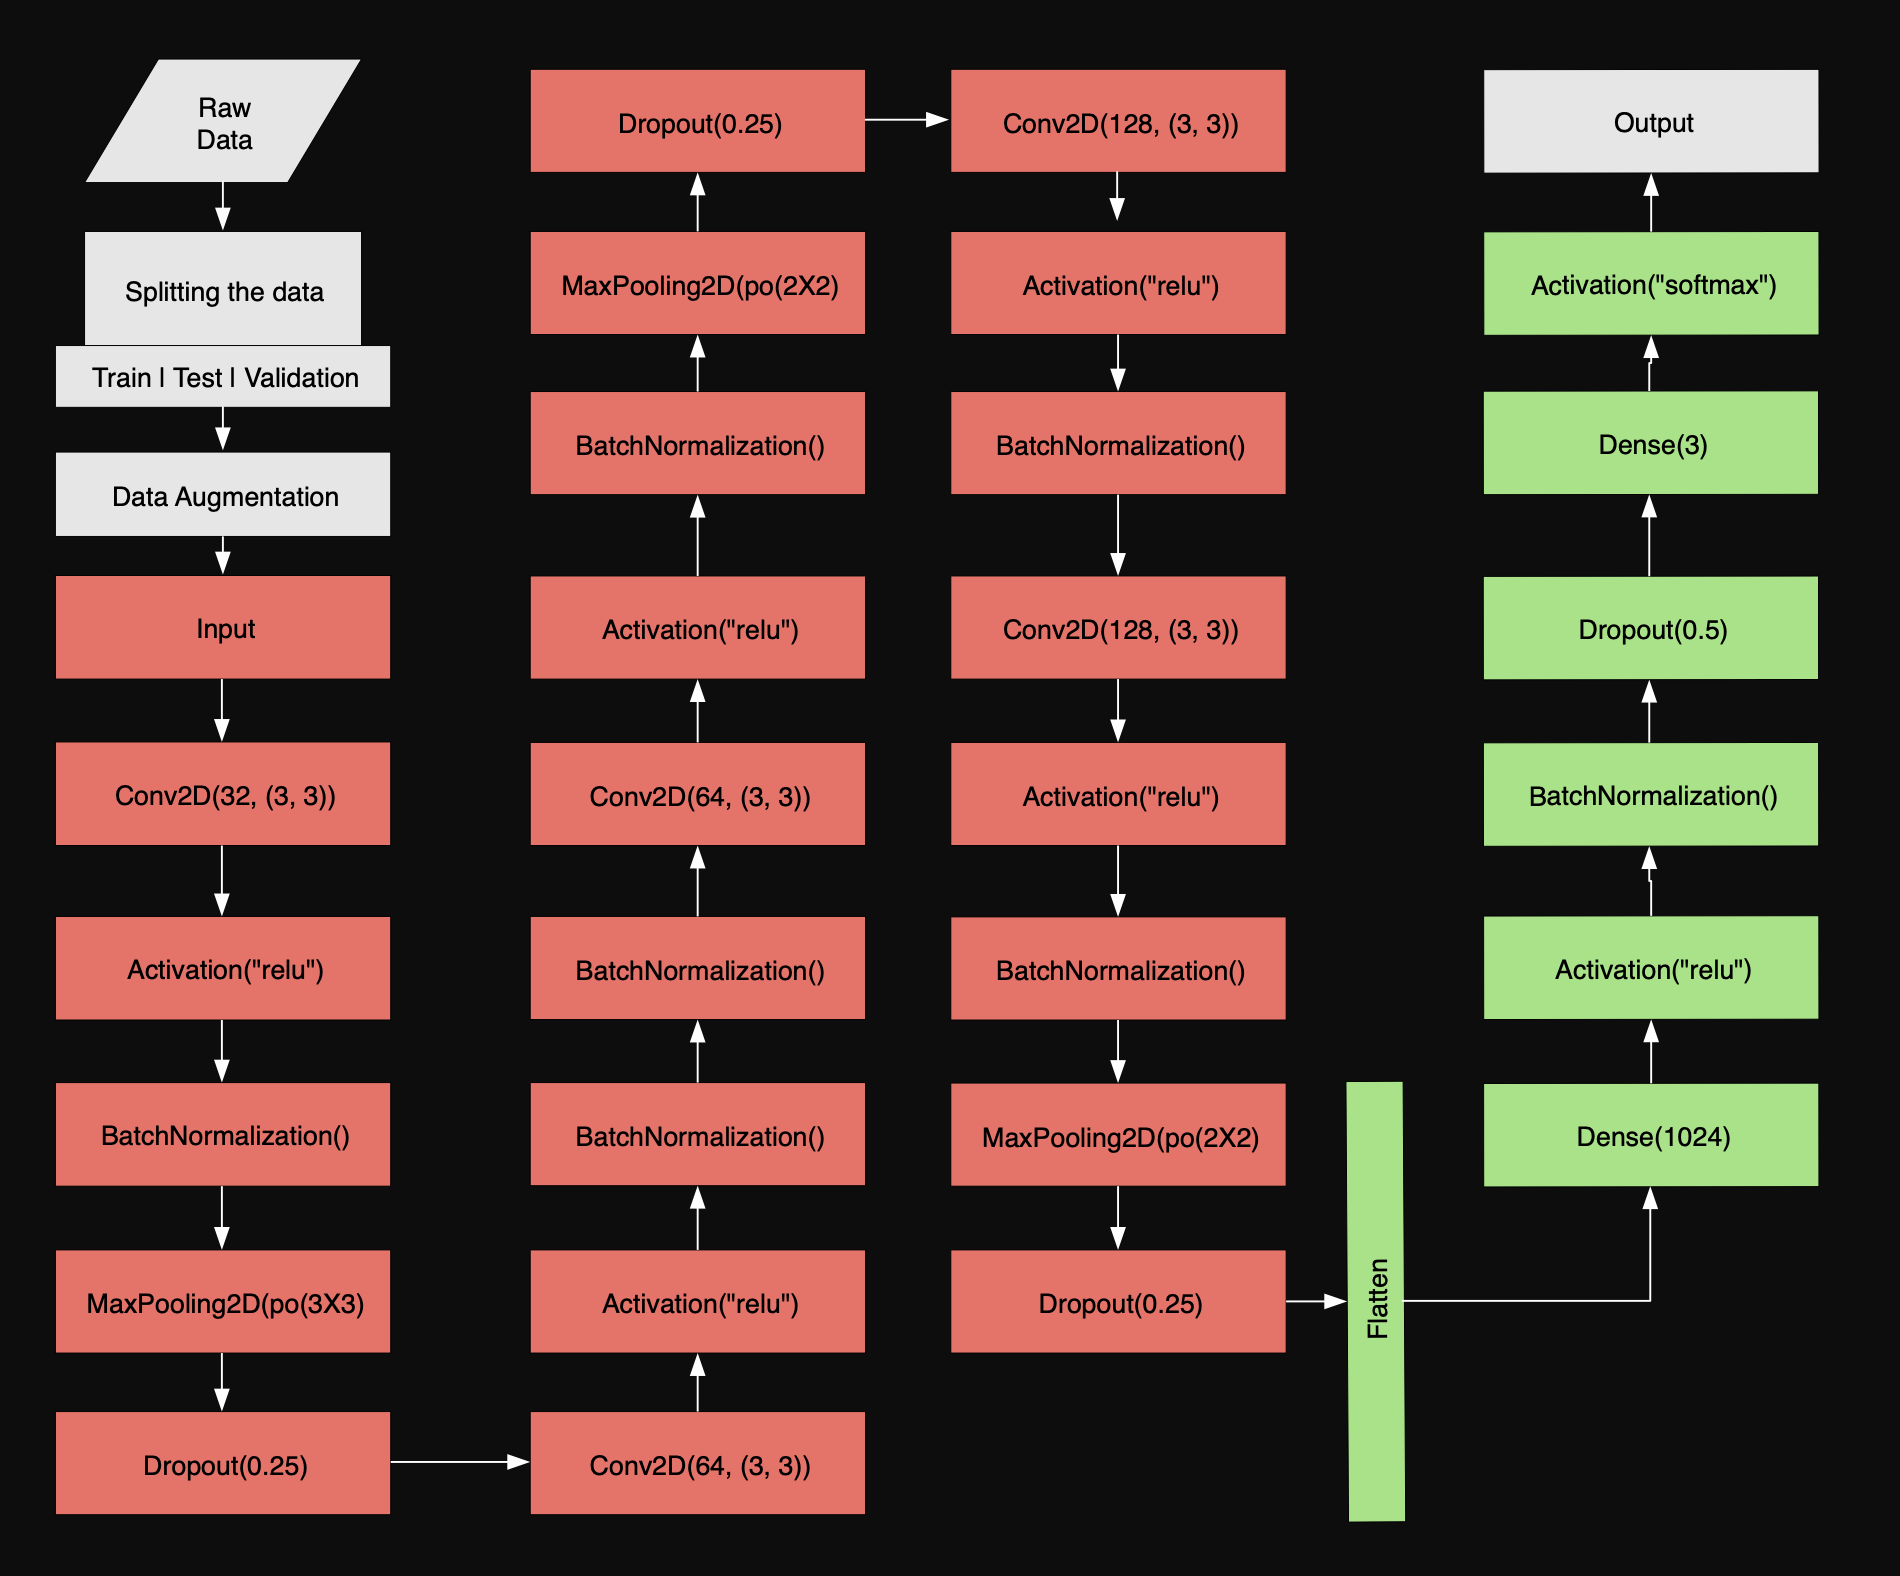 Raw
Data
Splitting the data
Train | Test | Validation
Data Augmentation
Input
Conv2D(32, (3, 3))
Activation("relu")
BatchNormalization()
MaxPooling2D(po(3X3)
Dropout(0.25)
Conv2D(64, (3, 3))
Activation("relu")
BatchNormalization()
BatchNormalization()
Conv2D(64, (3, 3))
Activation("relu")
BatchNormalization()
MaxPooling2D(po(2X2)
Dropout(0.25)
Conv2D(128, (3, 3))
Activation("relu")
BatchNormalization()
Conv2D(128, (3, 3))
Activation("relu")
BatchNormalization()
MaxPooling2D(po(2X2)
Dropout(0.25)
Flatten
Dense(1024)
Activation("relu")
BatchNormalization()
Dropout(0.5)
Dense(3)
Activation("softmax")
Output